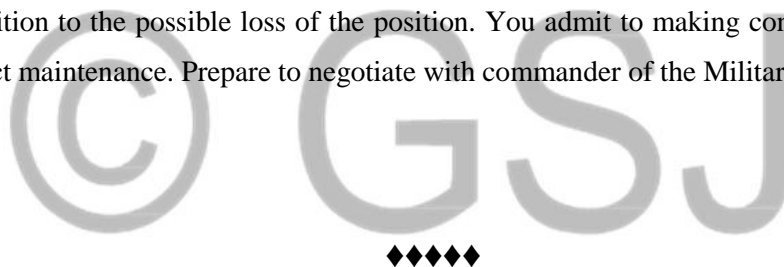 ition to the possible loss of the position. You admit to making con
ct maintenance. Prepare to negotiate with commander of the Militar
© GSJ
♦♦♦♦♦